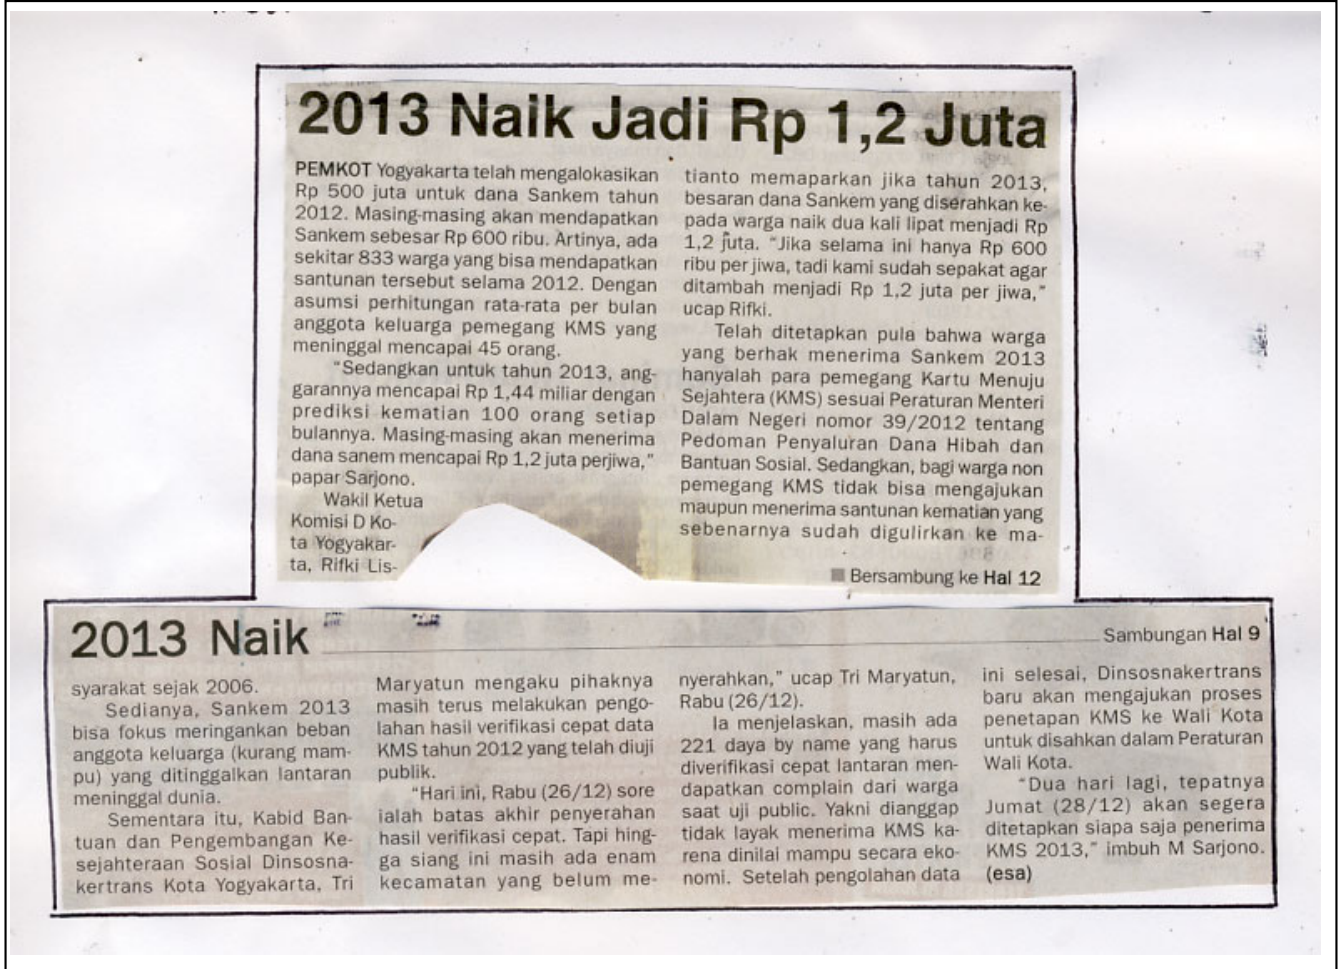 2013 Naik Jadi Rp 1,2 Juta
PEMKOT Yogyakarta telah mengalokasikan
Rp 500 juta untuk dana Sankem tahun
2012. Masing-masing akan mendapatkan
Sankem sebesar Rp 600 ribu. Artinya, ada
sekitar 833 warga yang bisa mendapatkan
santunan tersebut selama 2012. Dengan
asumsi perhitungan rata-rata per bulan
anggota keluarga pemegang KMS yang
meninggal mencapai 45 orang.
"Sedangkan untuk tahun 2013, ang-
garannya mencapai Rp 1,44 miliar dengan
prediksi kematian 100 orang setiap
bulannya. Masing-masing akan menerima
dana sanem mencapai Rp 1,2 juta perjiwa,"
papar Sarjono.
Wakil Ketua
Komisi D Ko-
ta Yogyakar-
ta, Rifki Lis-
tianto memaparkan jika tahun 2013,
besaran dana Sankem yang diserahkan ke-
pada warga naik dua kali lipat menjadi Rp
1,2 juta. "Jika selama ini hanya Rp 600
ribu per jiwa, tadi kami sudah sepakat agar
ditambah menjadi Rp 1,2 juta per jiwa,"
ucap Rifki.
Telah ditetapkan pula bahwa warga
yang berhak menerima Sankem 2013
hanyalah para pemegang Kartu Menuju
Sejahtera (KMS) sesuai Peraturan Menteri
Dalam Negeri nomor 39/2012 tentang
Pedoman Penyaluran Dana Hibah dan
Bantuan Sosial. Sedangkan, bagi warga non
pemegang KMS tidak bisa mengajukan
maupun menerima santunan kematian yang
sebenarnya sudah digulirkan ke ma-
Bersambung ke Hal 12
2013 Naik
Sambungan Hal 9
syarakat sejak 2006.
Sedianya, Sankem 2013
bisa fokus meringankan beban
anggota keluarga (kurang mam-
pu) yang ditinggalkan lantaran
meninggal dunia.
Sementara itu, Kabid Ban-
tuan dan Pengembangan Ke-
sejahteraan Sosial Dinsosna-
kertrans Kota Yogyakarta, Tri
Maryatun mengaku pihaknya
masih terus melakukan pengo-
lahan hasil verifikasi cepat data
KMS tahun 2012 yang telah diuji
publik.
"Hari ini, Rabu (26/12) sore
ialah batas akhir penyerahan
hasil verifikasi cepat. Tapi hing-
ga siang ini masih ada enam
kecamatan yang belum me-
nyerahkan," ucap Tri Maryatun,
Rabu (26/12).
Ia menjelaskan, masih ada
221 daya by name yang harus
diverifikasi cepat lantaran men-
dapatkan complain dari warga
saat uji public. Yakni dianggap
tidak layak menerima KMS ka-
rena dinilai mampu secara eko-
nomi. Setelah pengolahan data
ini selesai, Dinsosnakertrans
baru akan mengajukan proses
penetapan KMS ke Wali Kota
untuk disahkan dalam Peraturan
Wali Kota.
"Dua hari lagi, tepatnya
Jumat (28/12) akan segera
ditetapkan siapa saja penerima
KMS 2013," imbuh M Sarjono.
(esa)